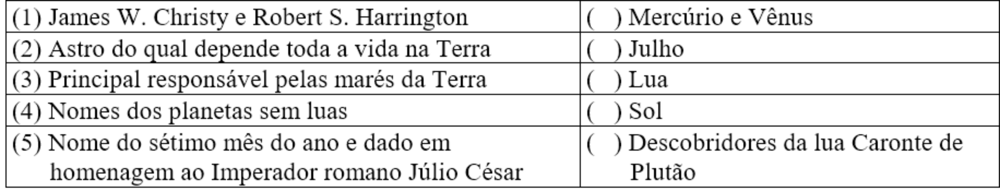 (1) James W. Christy e Robert S. Harrington
(   ) Mercúrio e Vênus
(2) Astro do qual depende toda a vida na Terra
(   ) Julho
(3) Principal responsável pelas marés da Terra
(   ) Lua
(4) Nomes dos planetas sem luas
(   ) Sol
(5) Nome do sétimo mês do ano e dado em
homenagem ao Imperador romano Júlio César
(   ) Descobridores da lua Caronte de
Plutão